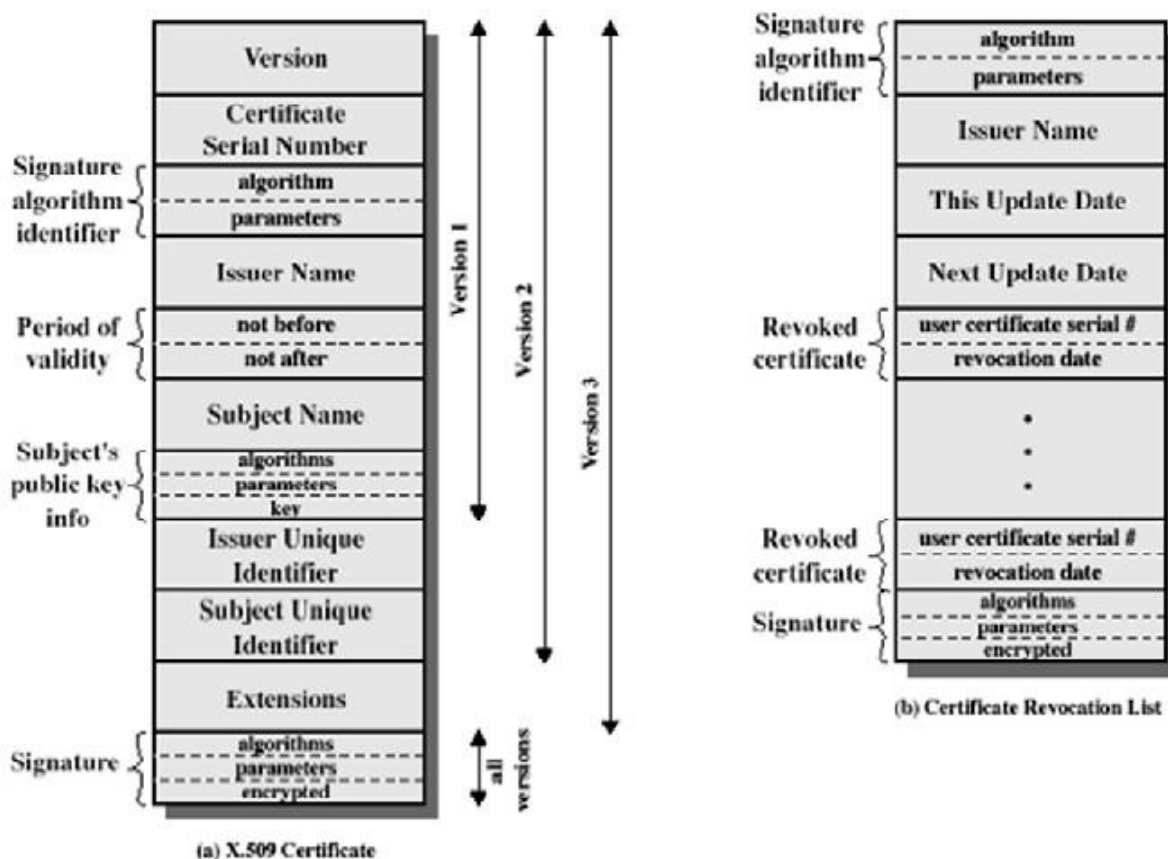 Version
Certificate
Serial Number
Signature
algorithm
identifier
algorithm
parameters
Issuer Name
Period of
validity
not before
not after
Subject Name
Subject's
public key
info
algorithms
parameters
key
Issuer Unique
Identifier
Subject Unique
Identifier
Extensions
Signature
algorithms
parameters
encrypted
Version 1
Version 2
Version 3
all
versions
(a) X.509 Certificate
Signature
algorithm
identifier
algorithm
parameters
Issuer Name
This Update Date
Next Update Date
Revoked
certificate
user certificate serial #
revocation date
Revoked
certificate
user certificate serial #
revocation date
Signature
algorithms
parameters
encrypted
(b) Certificate Revocation List